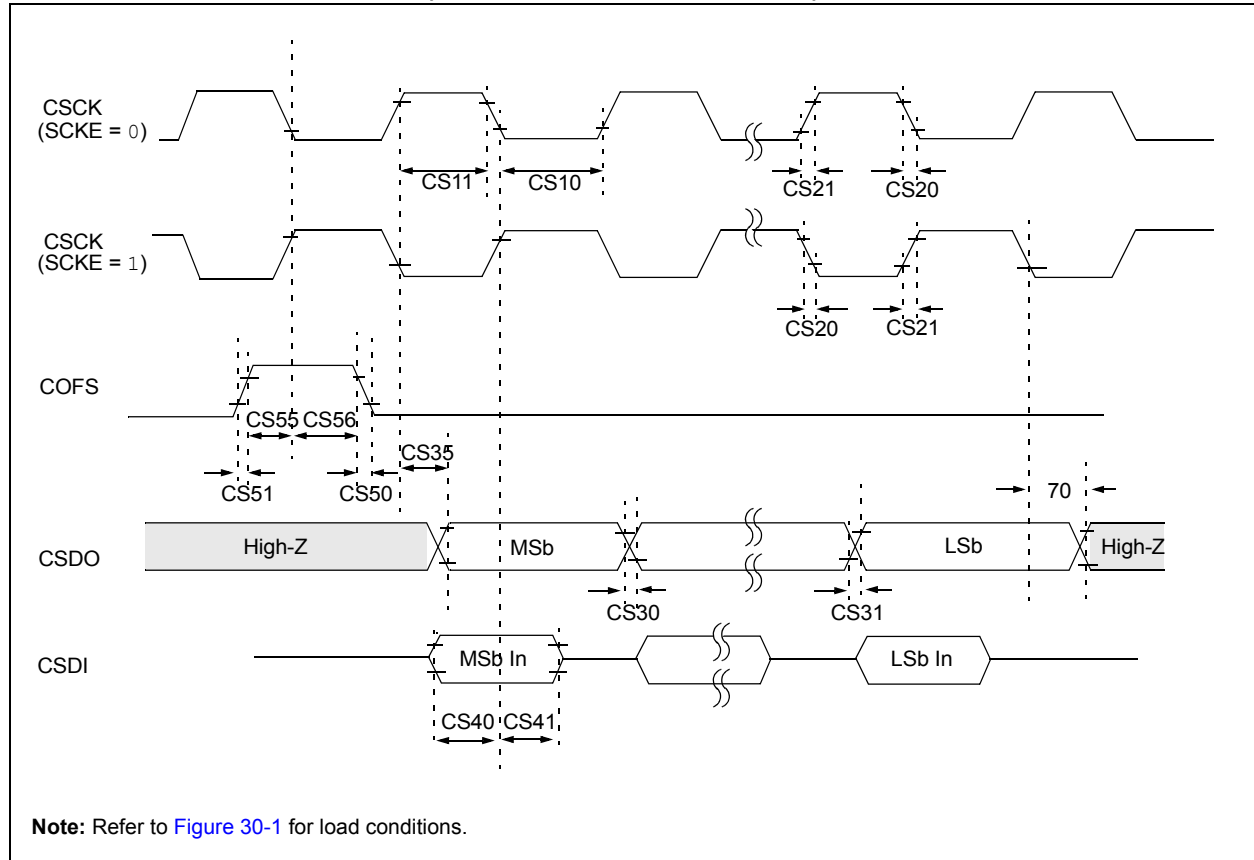 CSCK
(SCKE = 0)
CS11
CS10
CS21
CS20
CSCK
(SCKE = 1)
CS20
CS21
COFS
CS55
CS56
CS35
CS51
CS50
70
CSDO
High-Z
MSb
LSb
High-Z
CS30
CS31
CSDI
MSb In
LSb In
CS40
CS41
Note: Refer to Figure 30-1 for load conditions.